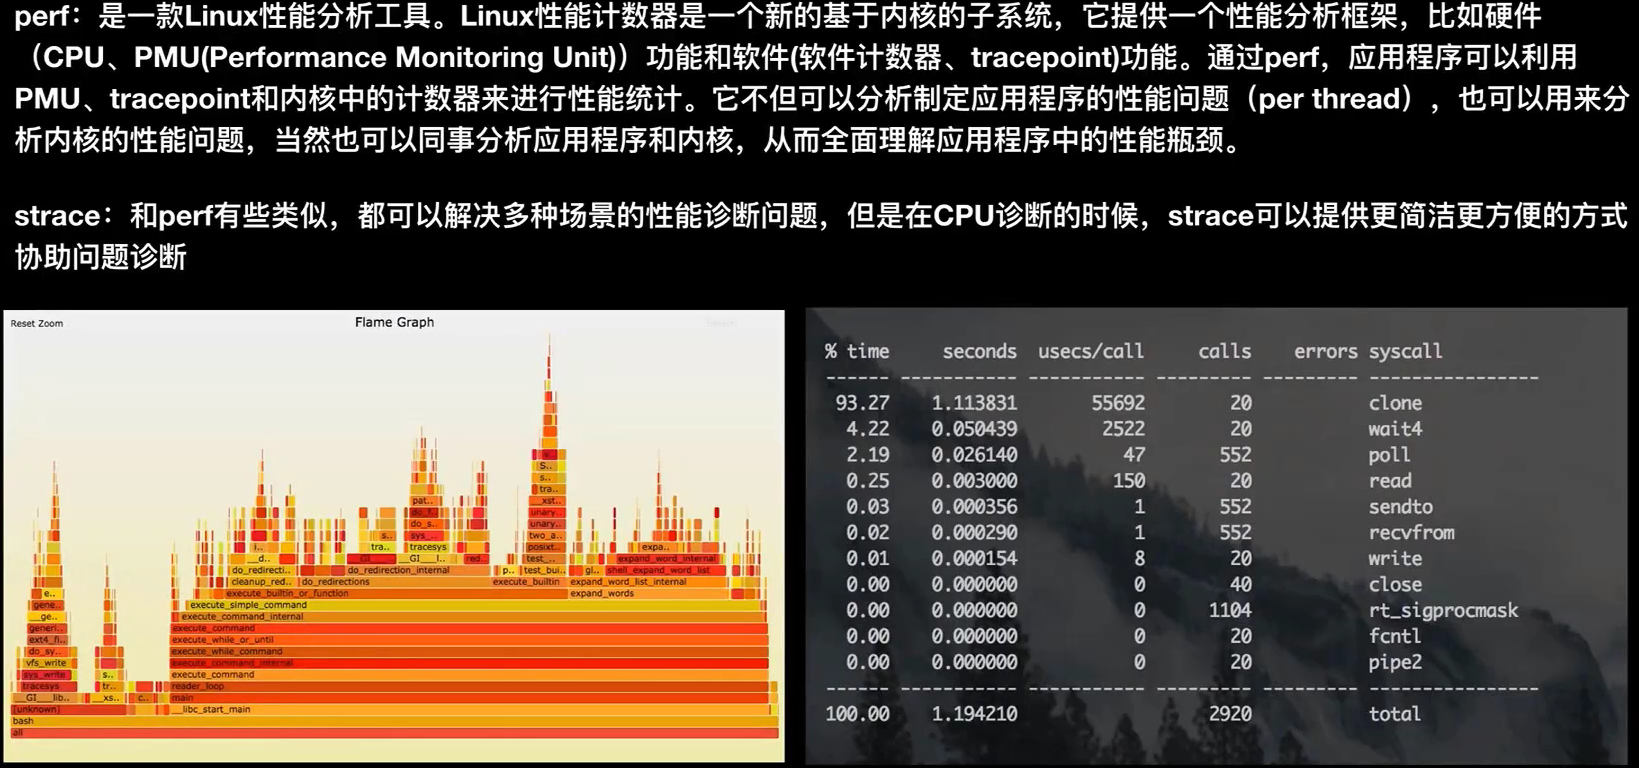 perf：是一款Linux性能分析工具。Linux性能计数器是一个新的基于内核的子系统，它提供一个性能分析框架，比如硬件
（CPU、PMU(Performance Monitoring Unit)）功能和软件(软件计数器、tracepoint)功能。通过perf，应用程序可以利用
PMU、tracepoint和内核中的计数器来进行性能统计。它不但可以分析制定应用程序的性能问题（per thread），也可以用来分
析内核的性能问题，当然也可以同事分析应用程序和内核，从而全面理解应用程序中的性能瓶颈。
strace：和perf有些类似，都可以解决多种场景的性能诊断问题，但是在CPU诊断的时候，strace可以提供更简洁更方便的方式
协助问题诊断
Reset Zoom Flame Graph
s..
s.. tra..
tra.. __xst..
pat.. unary..
do_s.. unary..
sys_.. two_a..
s.. tra.. tracesys posixt.. expa..
__d.. __GI__ __GI___l.. red.. test_.. expand_word_internal
do_redirecti.. do_redirection_internal p.. test_bui.. gl.. shell_expand_word_list
cleanup_red.. do_redirections execute_builtin expand_word_list_internal
e.. execute_builtin_or_function expand_words
gene.. execute_simple_command
__ge.. execute_command_internal
generi.. execute_command
ext4_fi.. execute_while_or_until
do_sy.. execute_while_command
vfs_write execute_command_internal
sys_write s.. execute_command
tracesys tr.. reader_loop
__GI___lib.. __xs.. c.. main
[unknown] __libc_start_main
bash
all
% time seconds usecs/call calls errors syscall
------ ----------- ----------- --------- --------- ----------------
93.27 1.113831 55692 20 clone
4.22 0.050439 2522 20 wait4
2.19 0.026140 47 552 poll
0.25 0.003000 150 20 read
0.03 0.000356 1 552 sendto
0.02 0.000290 1 552 recvfrom
0.01 0.000154 8 20 write
0.00 0.000000 0 40 close
0.00 0.000000 0 1104 rt_sigprocmask
0.00 0.000000 0 20 fcntl
0.00 0.000000 0 20 pipe2
------ ----------- ----------- --------- --------- ----------------
100.00 1.194210 2920 total